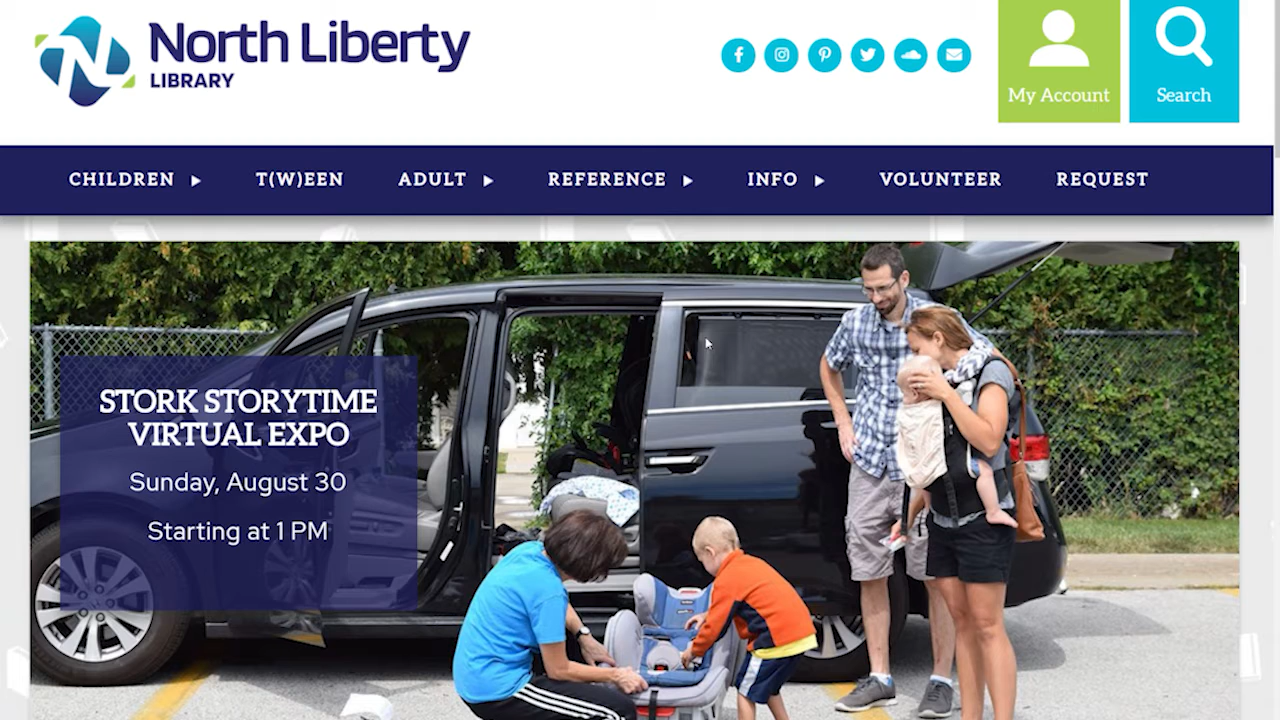 North Liberty
LIBRARY
My Account
Search
CHILDREN T(W)EEN ADULT REFERENCE INFO VOLUNTEER REQUEST
STORK STORYTIME
VIRTUAL EXPO
Sunday, August 30
Starting at 1 PM